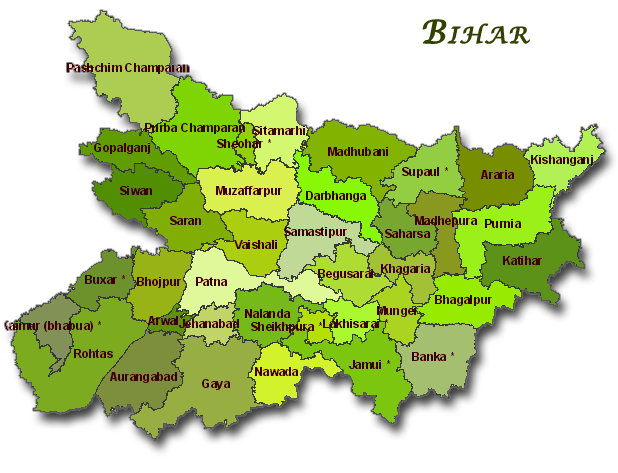 BIHAR
Pashchim Champaran
Purba Champaran
Sitamarhi
Sheohar *
Gopalganj
Madhubani
Kishanganj
Supaul *
Araria
Siwan
Muzaffarpur
Darbhanga
Saran
Madhepura
Purnia
Samastipur
Saharsa
Vaishali
Katihar
Buxar *
Bhojpur
Patna
Begusarai
Khagaria
Bhagalpur
Kaimur (bhabua) *
Arwal
Jehanabad
Nalanda
Sheikhpura *
Lakhisarai
Munger
Rohtas
Banka *
Jamui *
Aurangabad
Gaya
Nawada